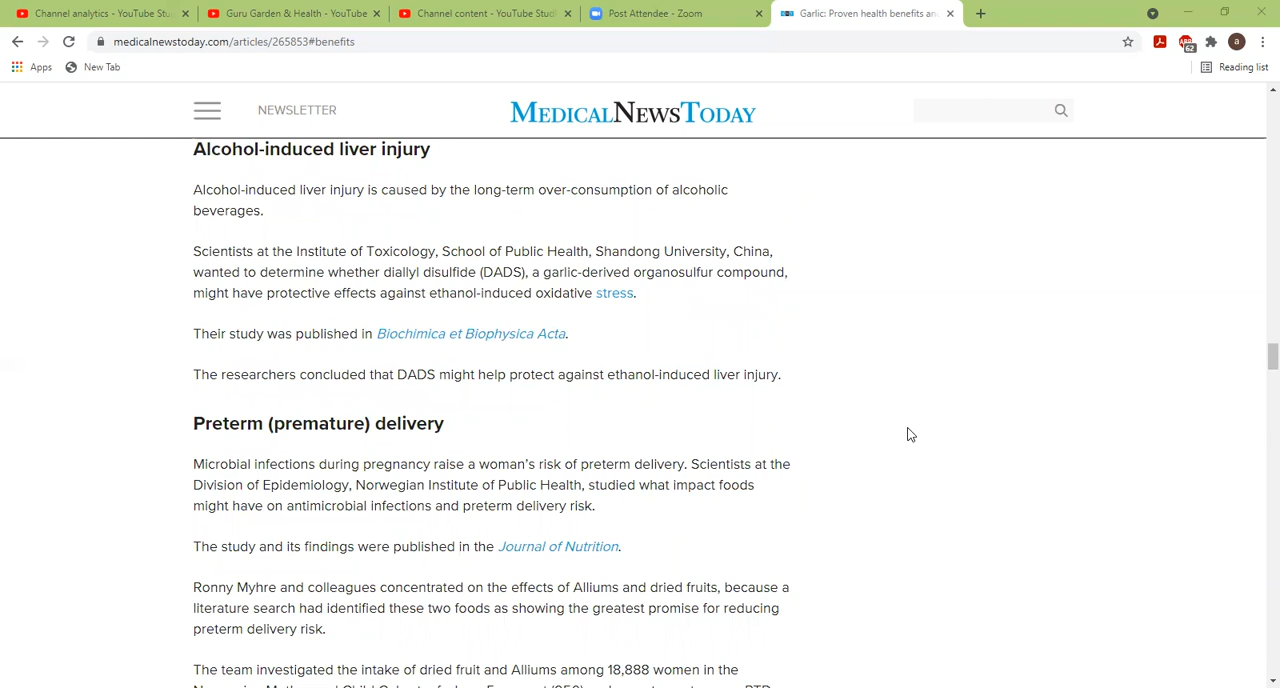 Channel analytics - YouTube Stu
Guru Garden & Health - YouTube
Channel content - YouTube Studi
Post Attendee - Zoom
Garlic: Proven health benefits an
medicalnewstoday.com/articles/265853#benefits
62
a
Apps
New Tab
Reading list
NEWSLETTER
MEDICALNEWSTODAY
Alcohol-induced liver injury
Alcohol-induced liver injury is caused by the long-term over-consumption of alcoholic
beverages.
Scientists at the Institute of Toxicology, School of Public Health, Shandong University, China,
wanted to determine whether diallyl disulfide (DADS), a garlic-derived organosulfur compound,
might have protective effects against ethanol-induced oxidative stress.
Their study was published in Biochimica et Biophysica Acta.
The researchers concluded that DADS might help protect against ethanol-induced liver injury.
Preterm (premature) delivery
Microbial infections during pregnancy raise a woman's risk of preterm delivery. Scientists at the
Division of Epidemiology, Norwegian Institute of Public Health, studied what impact foods
might have on antimicrobial infections and preterm delivery risk.
The study and its findings were published in the Journal of Nutrition.
Ronny Myhre and colleagues concentrated on the effects of Alliums and dried fruits, because a
literature search had identified these two foods as showing the greatest promise for reducing
preterm delivery risk.
The team investigated the intake of dried fruit and Alliums among 18,888 women in the